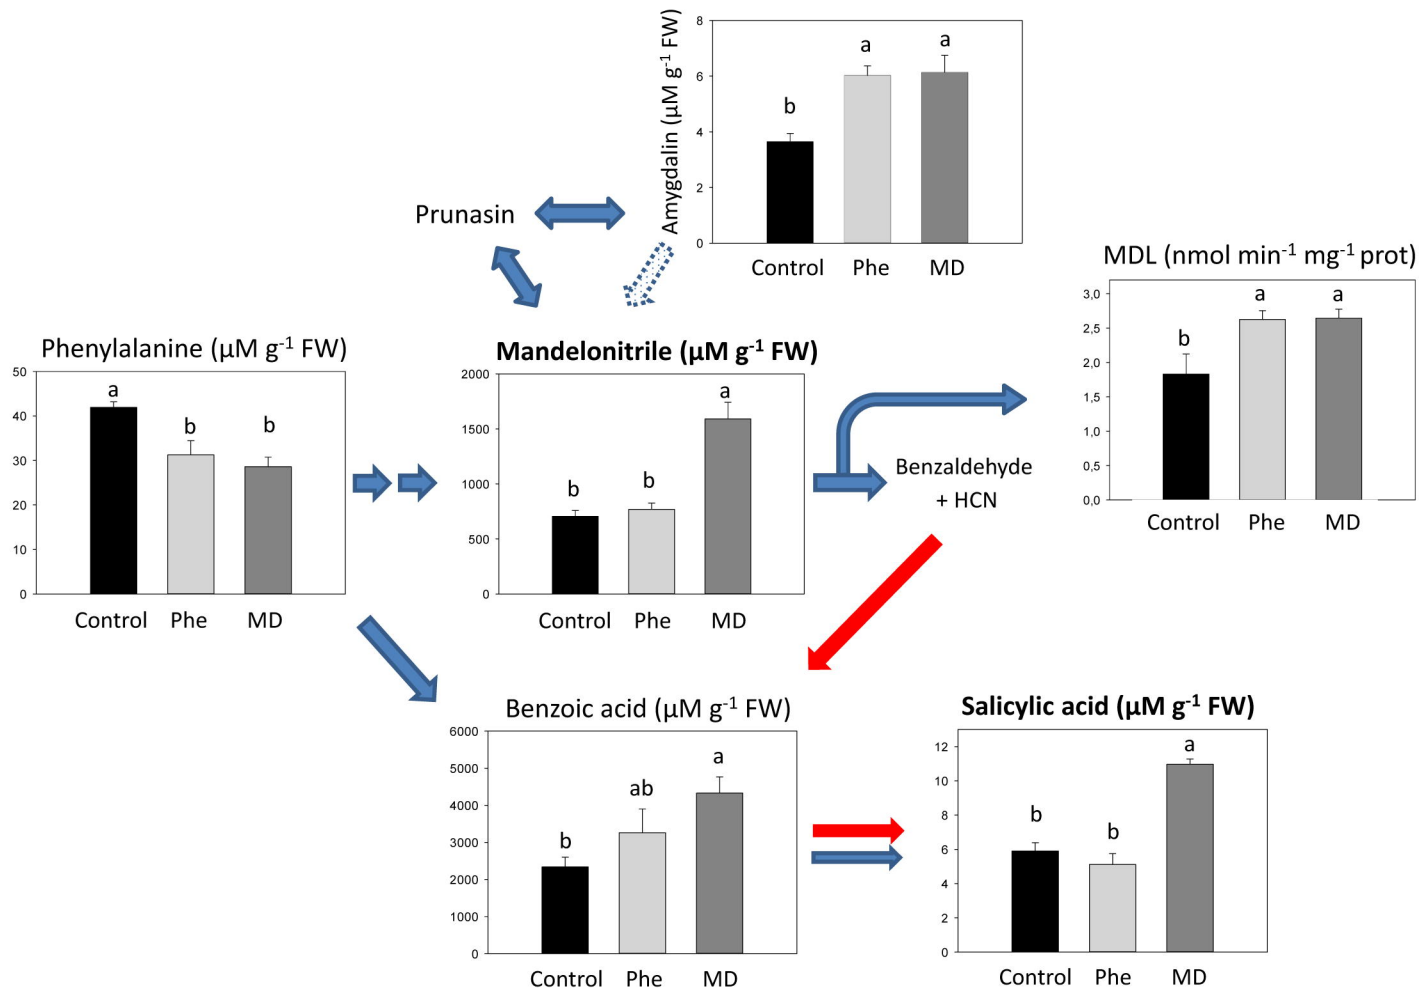 Amygdalin (µM g-1 FW)
8
6
4
2
0
b
a
a
Control Phe MD
Prunasin
MDL (nmol min-1 mg-1 prot)
3,0
2,5
2,0
1,5
1,0
0,5
0,0
b
a
a
Control Phe MD
Phenylalanine (µM g-1 FW)
50
40
30
20
10
0
a
b
b
Control Phe MD
Mandelonitrile (µM g-1 FW)
2000
1500
1000
500
0
b
b
a
Control Phe MD
Benzaldehyde
+ HCN
Benzoic acid (µM g-1 FW)
6000
5000
4000
3000
2000
1000
0
b
ab
a
Control Phe MD
Salicylic acid (µM g-1 FW)
12
10
8
6
4
2
0
b
b
a
Control Phe MD